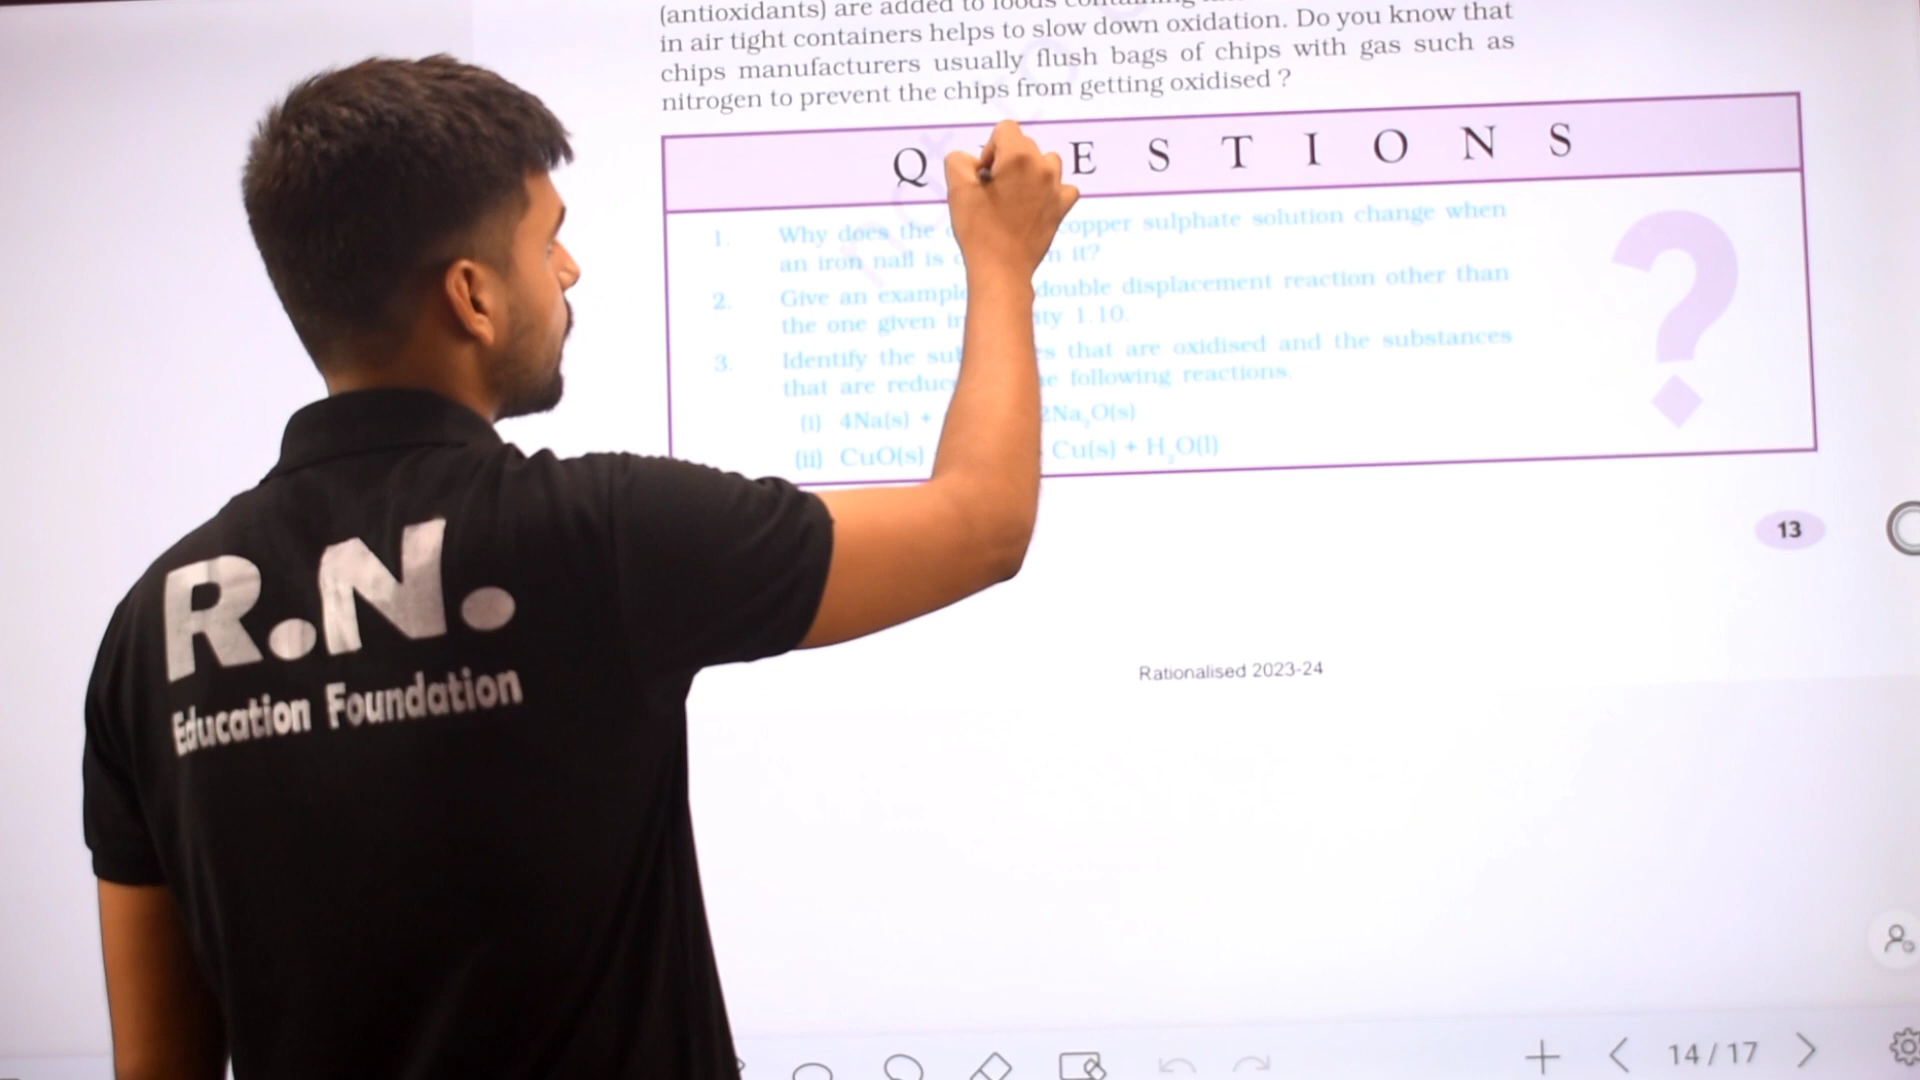 (antioxidants) are added to foods containing
in air tight containers helps to slow down oxidation. Do you know that
chips manufacturers usually flush bags of chips with gas such as
nitrogen to prevent the chips from getting oxidised ?
Q E S T I O N S
1. Why does the copper sulphate solution change when
an iron nail is it?
2. Give an example double displacement reaction other than
the one given 1.10.
3. Identify the that are oxidised and the substances
that are following reactions.
(i) 4Na(s) + 2Na₂O(s)
(ii) CuO(s) Cu(s) + H₂O(l)
?
13
Rationalised 2023-24
R.N.
Education Foundation
14 / 17